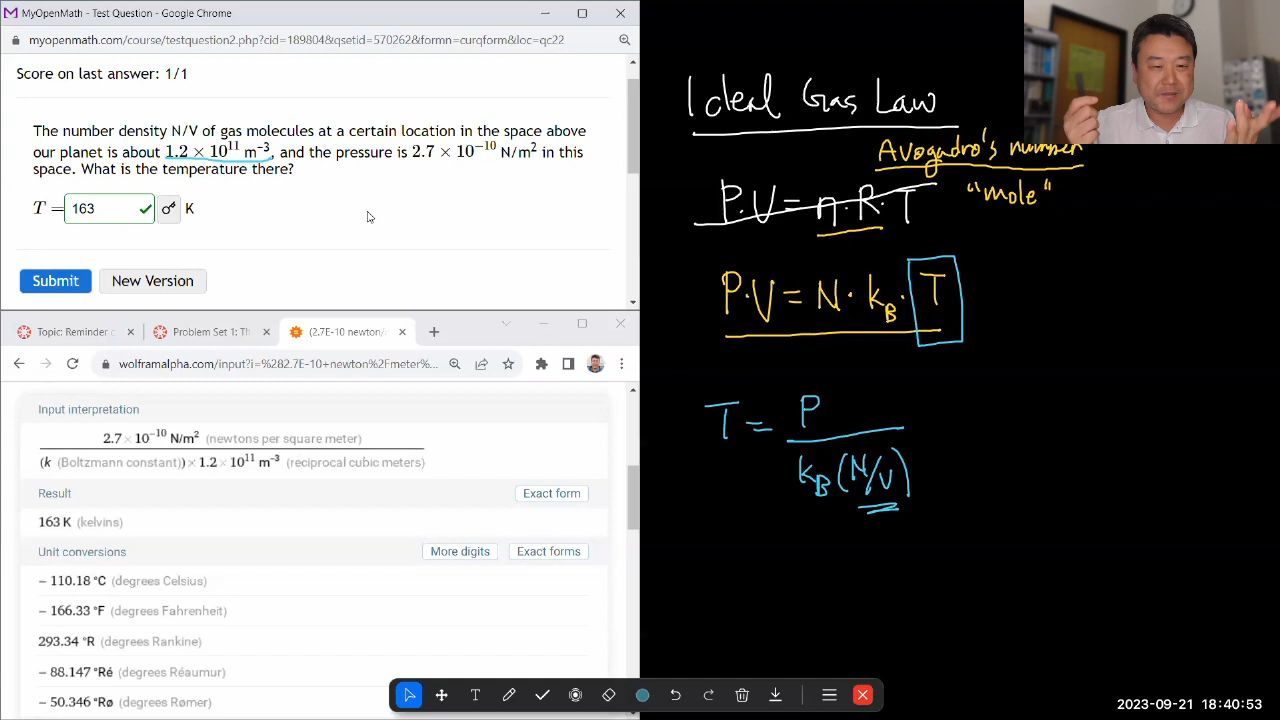 MyOpenMath - Test Question - Google Chrome
myopenmath.com/course/testquestion2.php?cid=189804&qsetid=570262&formn=curqform&loc=qc22
Score on last answer: 1/1
The number density N/V of gas molecules at a certain location in the space above
our planet is about 1.2 × 10¹¹ m⁻³, and the pressure is 2.7 × 10⁻¹⁰ N/m² in this
space. What is the temperature there?
T = 163 K
Submit New Version
Topic Reminder Problem Set 1: Th (2.7E-10 newton/
wolframalpha.com/input?i=%282.7E-10+newton%2Fmeter%...
Input interpretation
2.7×10⁻¹⁰ N/m² (newtons per square meter)
(k (Boltzmann constant))×1.2×10¹¹ m⁻³ (reciprocal cubic meters)
Result Exact form
163 K (kelvins)
Unit conversions More digits Exact forms
-110.18 °C (degrees Celsius)
-166.33 °F (degrees Fahrenheit)
293.34 °R (degrees Rankine)
-88.147 °Ré (degrees Réaumur)
-50.346 °Rø (degrees Rømer)
Ideal Gas Law
Avogadro's number
"mole"
P·V = n·R·T
P·V = N·k_B·T
T = P
k_B (N/V)
2023-09-21 18:40:53